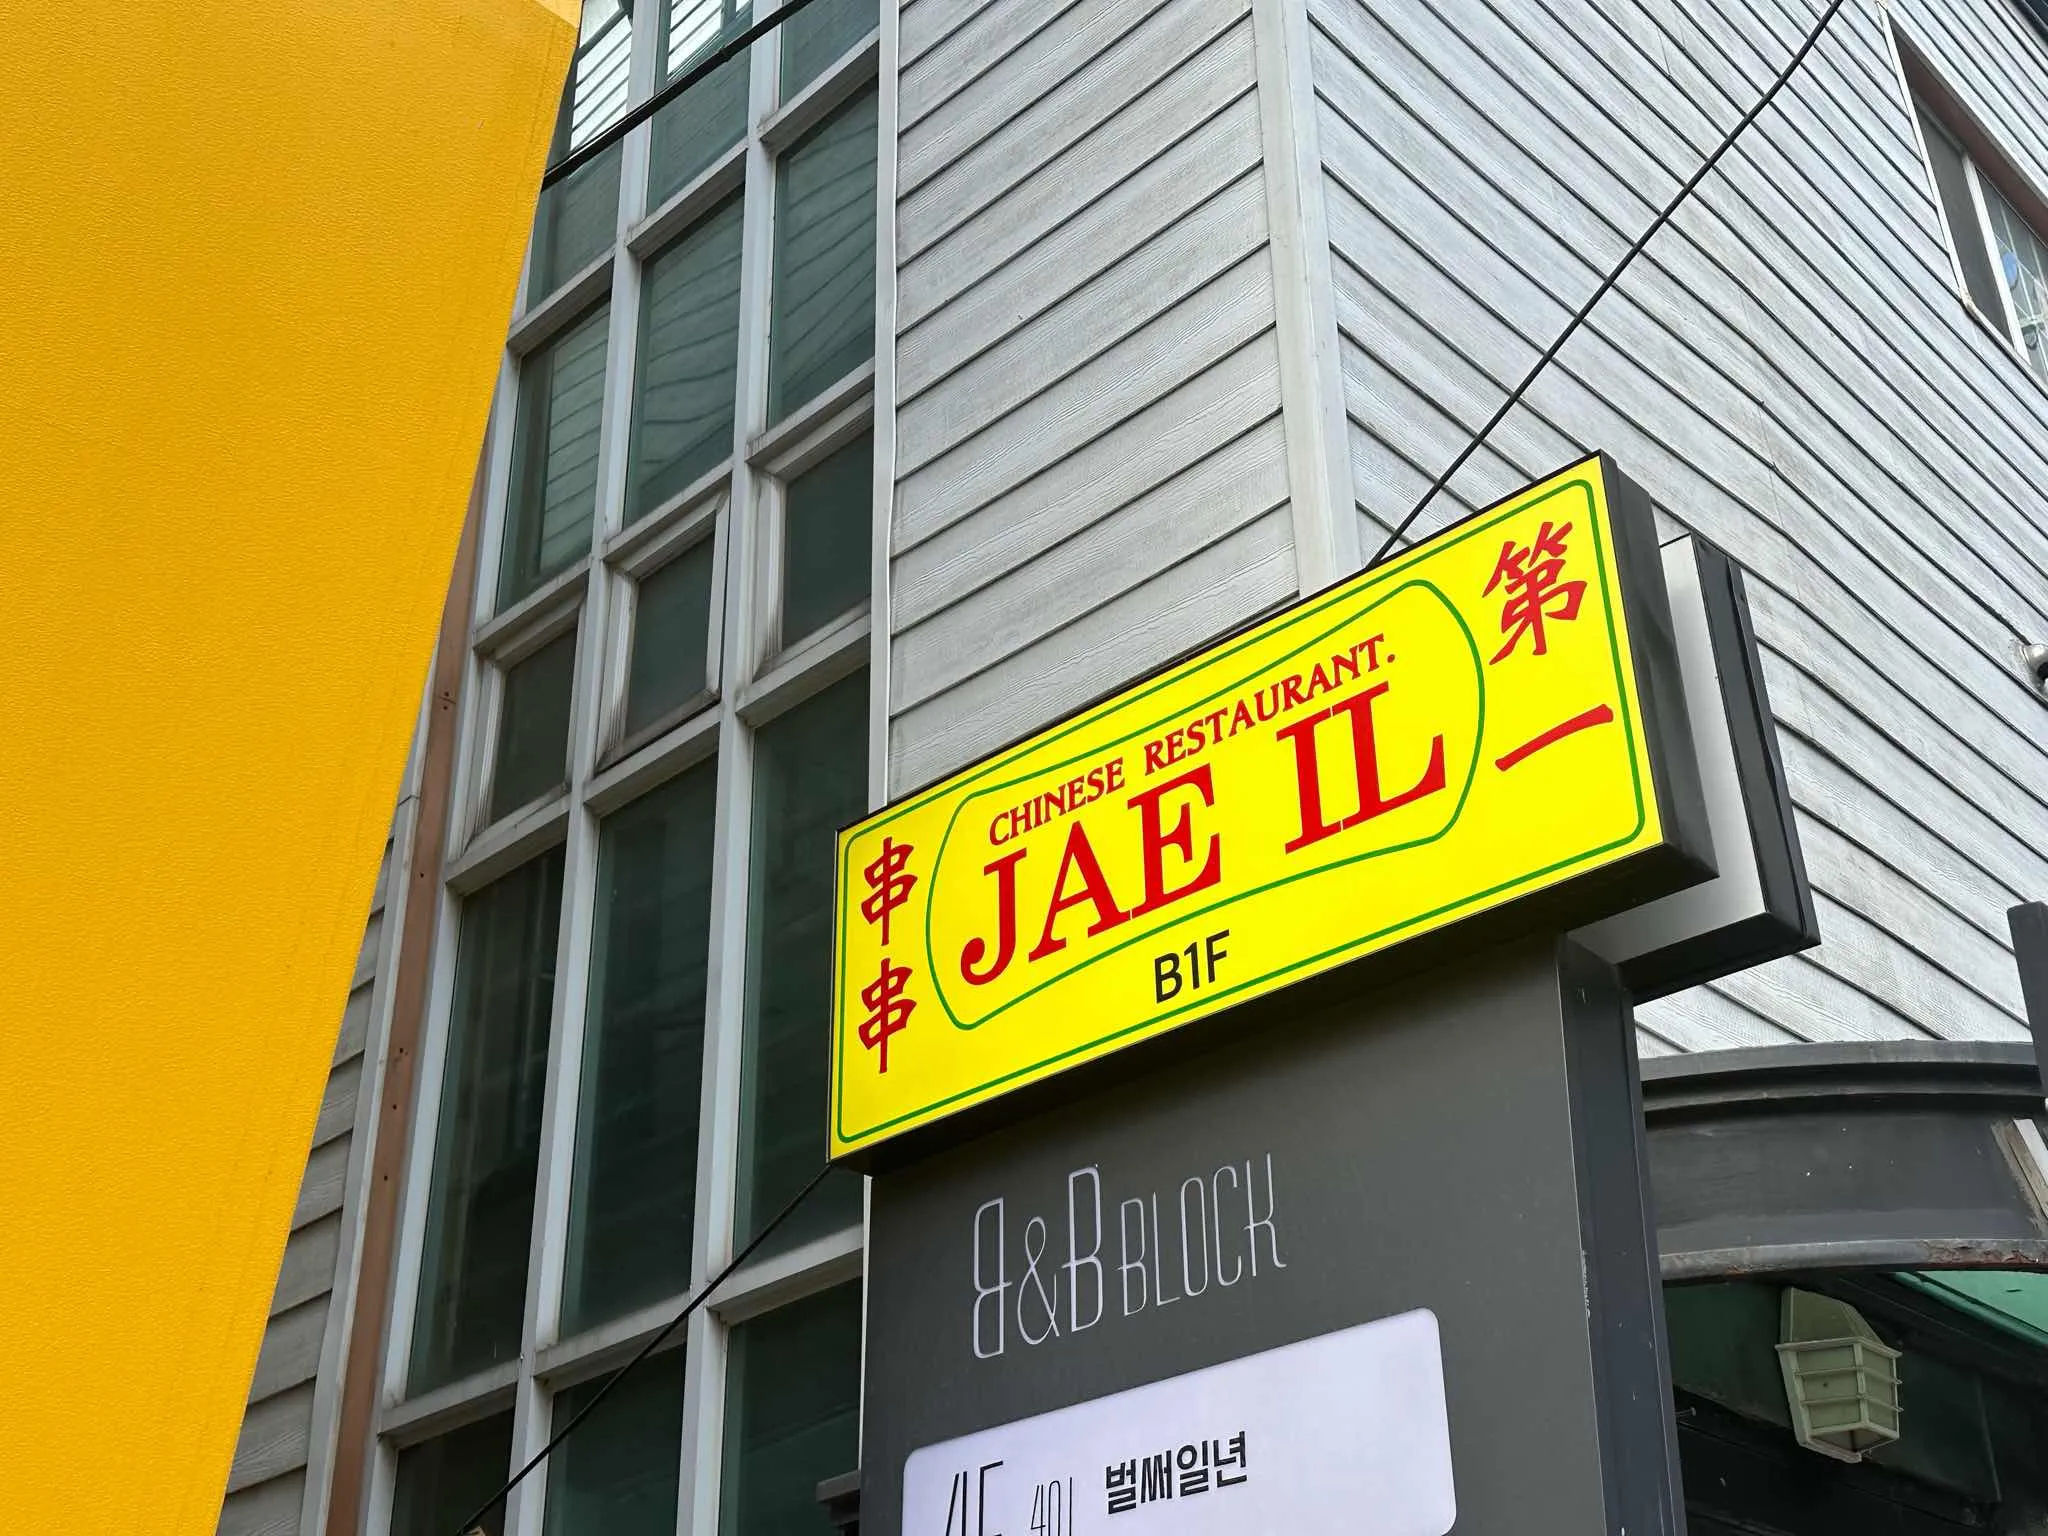 串串
CHINESE RESTAURANT.
JAE IL
第一
B1F
B&B BLOCK
4F 401 벌써일년